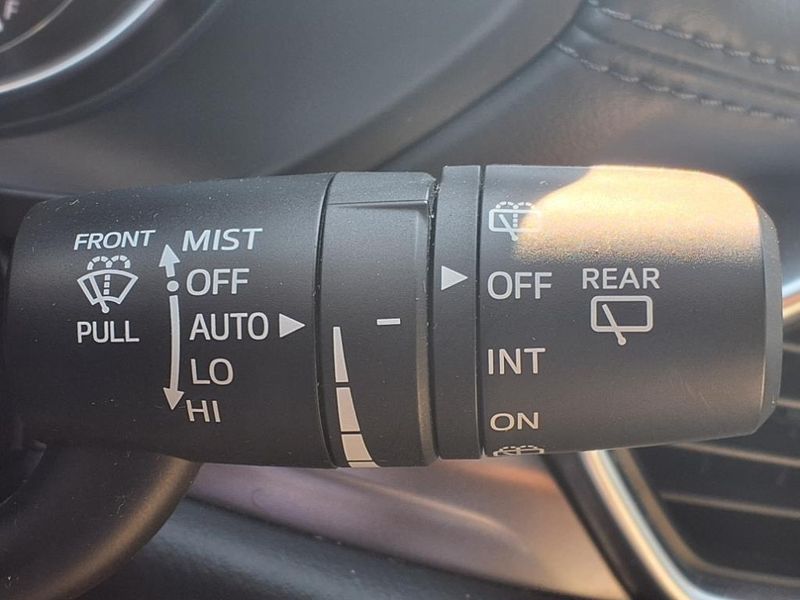 FRONT
PULL
MIST
OFF
AUTO
LO
HI
OFF
INT
ON
REAR